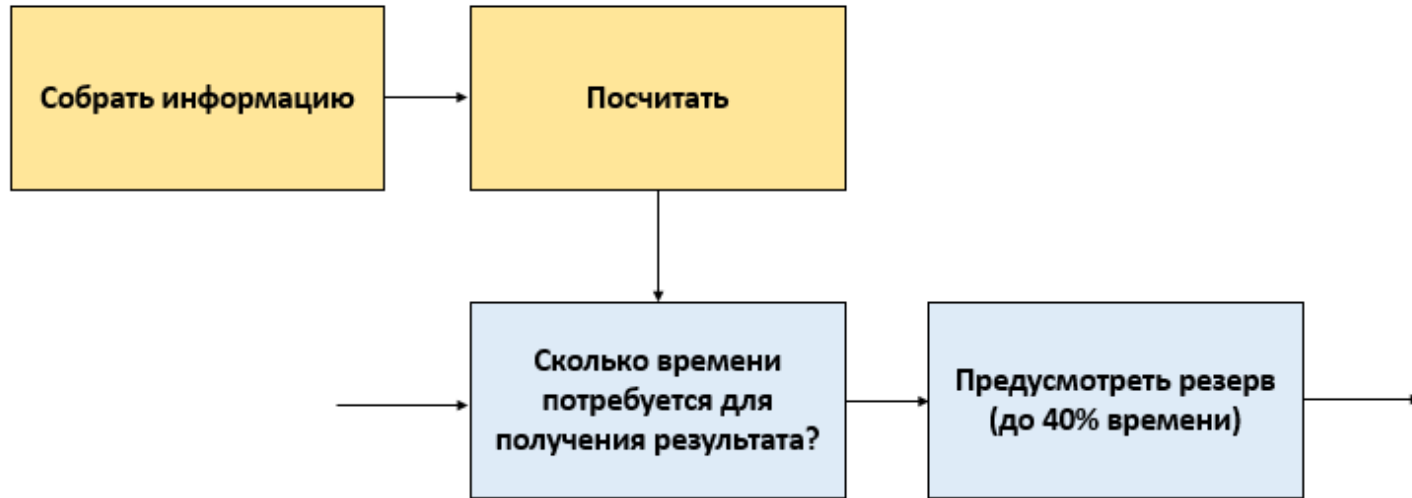 Собрать информацию
Посчитать
Сколько времени
потребуется для
получения результата?
Предусмотреть резерв
(до 40% времени)